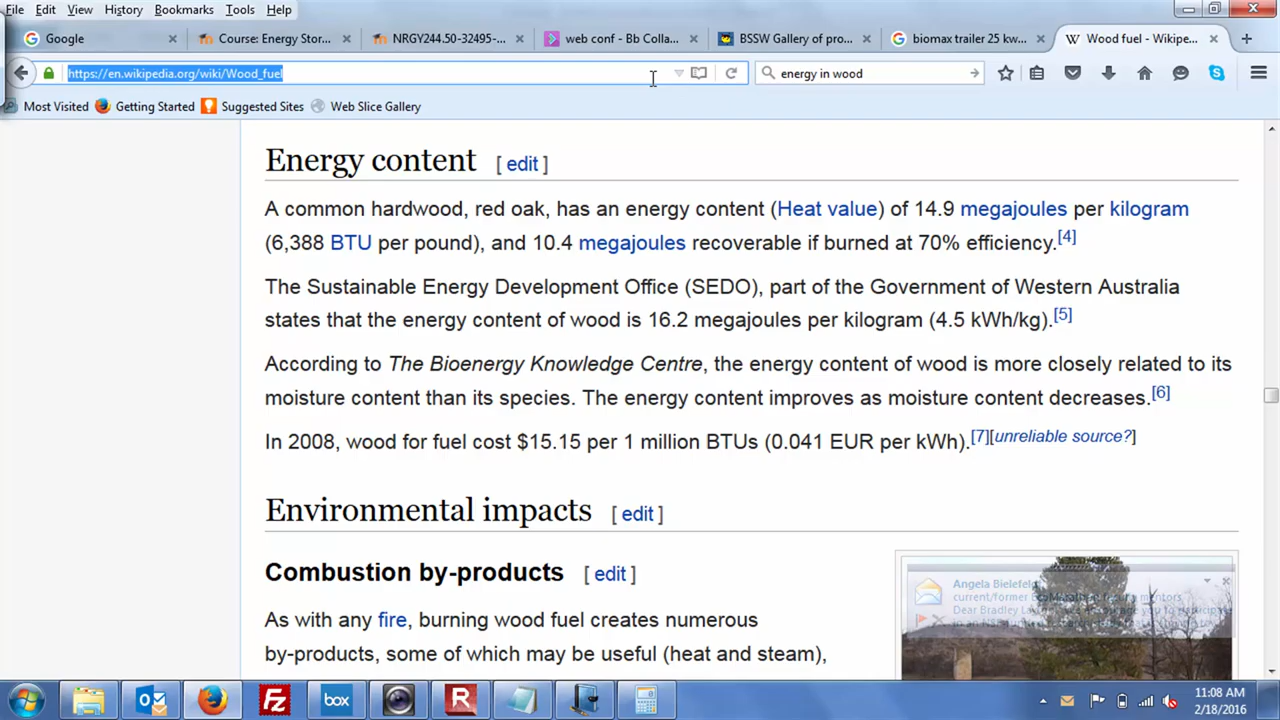 File Edit View History Bookmarks Tools Help
Google Course: Energy Stor... NRGY244.50-32495-... web conf - Bb Colla... BSSW Gallery of pro... biomax trailer 25 kw... Wood fuel - Wikipe...
https://en.wikipedia.org/wiki/Wood_fuel energy in wood
Most Visited Getting Started Suggested Sites Web Slice Gallery
Energy content [ edit ]
A common hardwood, red oak, has an energy content (Heat value) of 14.9 megajoules per kilogram
(6,388 BTU per pound), and 10.4 megajoules recoverable if burned at 70% efficiency.[4]
The Sustainable Energy Development Office (SEDO), part of the Government of Western Australia
states that the energy content of wood is 16.2 megajoules per kilogram (4.5 kWh/kg).[5]
According to The Bioenergy Knowledge Centre, the energy content of wood is more closely related to its
moisture content than its species. The energy content improves as moisture content decreases.[6]
In 2008, wood for fuel cost $15.15 per 1 million BTUs (0.041 EUR per kWh).[7][unreliable source?]
Environmental impacts [ edit ]
Combustion by-products [ edit ]
As with any fire, burning wood fuel creates numerous
by-products, some of which may be useful (heat and steam),
Angela Bielefeld
current/former mentors
Dear Bradley
box
11:08 AM
2/18/2016